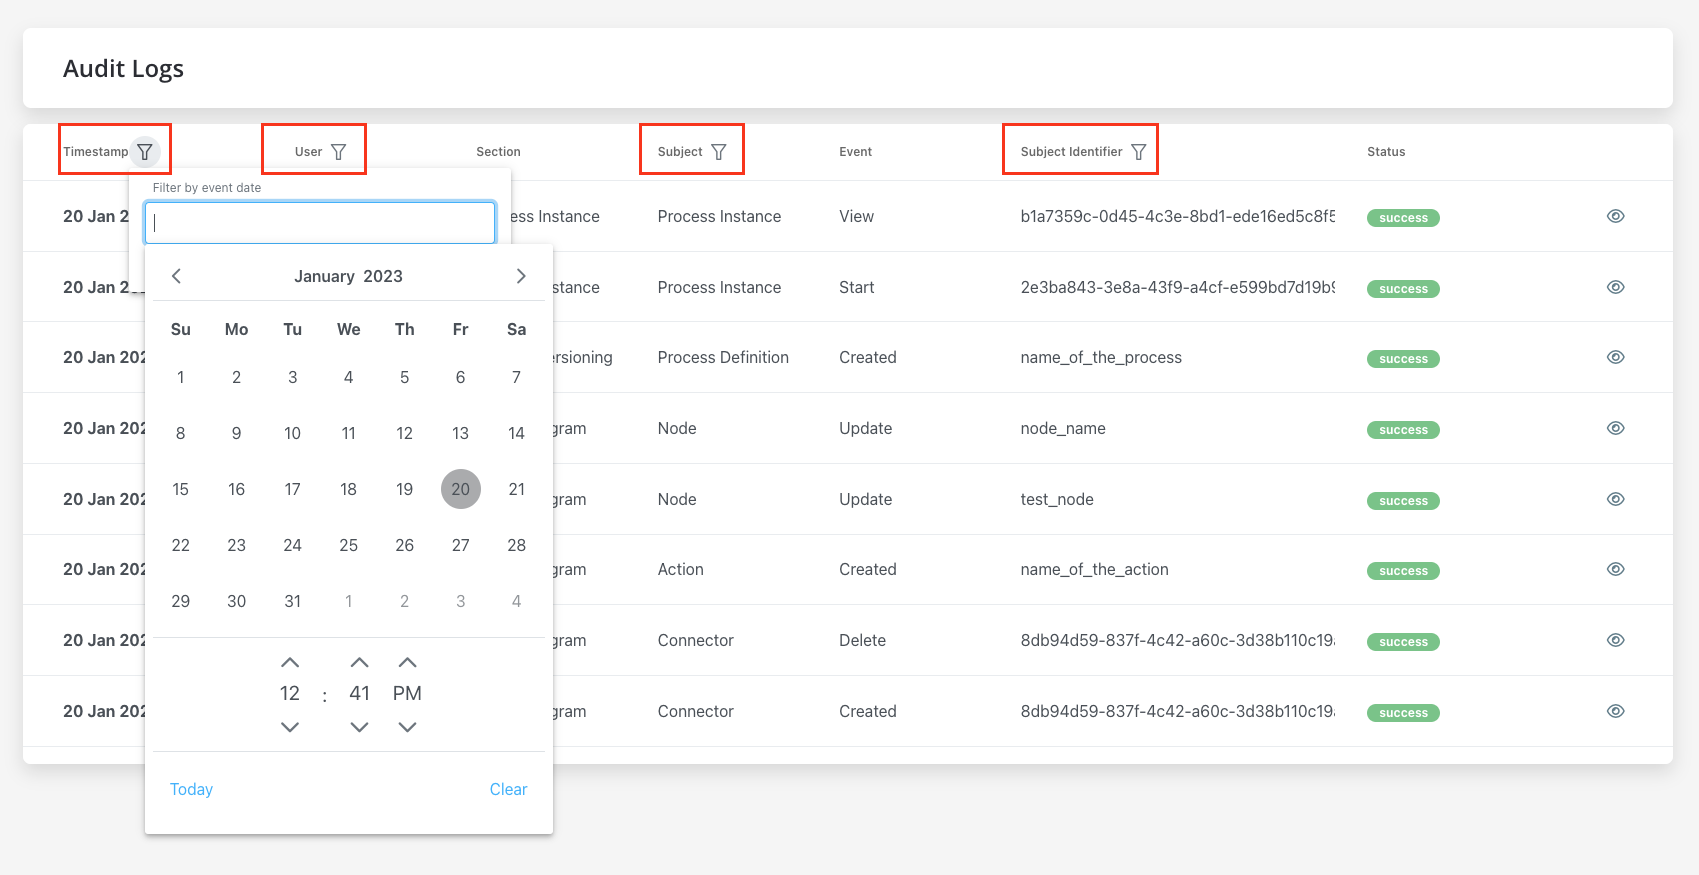 Audit Logs
Timestamp User Section Subject Event Subject Identifier Status
Filter by event date
20 Jan 2 ess Instance Process Instance View b1a7359c-0d45-4c3e-8bd1-ede16ed5c8f5 success
January 2023
20 Jan 2 stance Process Instance Start 2e3ba843-3e8a-43f9-a4cf-e599bd7d19b9 success
Su Mo Tu We Th Fr Sa
20 Jan 202 ersioning Process Definition Created name_of_the_process success
1 2 3 4 5 6 7
20 Jan 202 gram Node Update node_name success
8 9 10 11 12 13 14
15 16 17 18 19 20 21
20 Jan 202 gram Node Update test_node success
22 23 24 25 26 27 28
20 Jan 202 gram Action Created name_of_the_action success
29 30 31 1 2 3 4
20 Jan 202 gram Connector Delete 8db94d59-837f-4c42-a60c-3d38b110c19 success
12 : 41 PM
20 Jan 202 gram Connector Created 8db94d59-837f-4c42-a60c-3d38b110c19 success
Today Clear